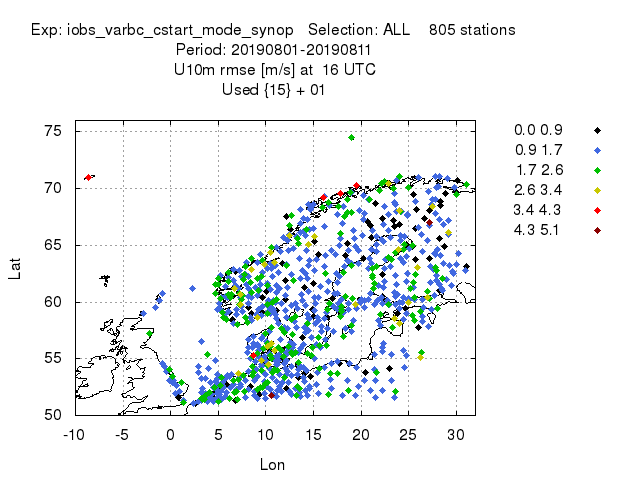 Exp: iobs_varbc_cstart_mode_synop   Selection: ALL    805 stations
Period: 20190801-20190811
U10m rmse [m/s] at  16 UTC
Used {15} + 01
0.0 0.9
0.9 1.7
1.7 2.6
2.6 3.4
3.4 4.3
4.3 5.1
75
70
65
60
55
50
Lat
-10 -5 0 5 10 15 20 25 30
Lon